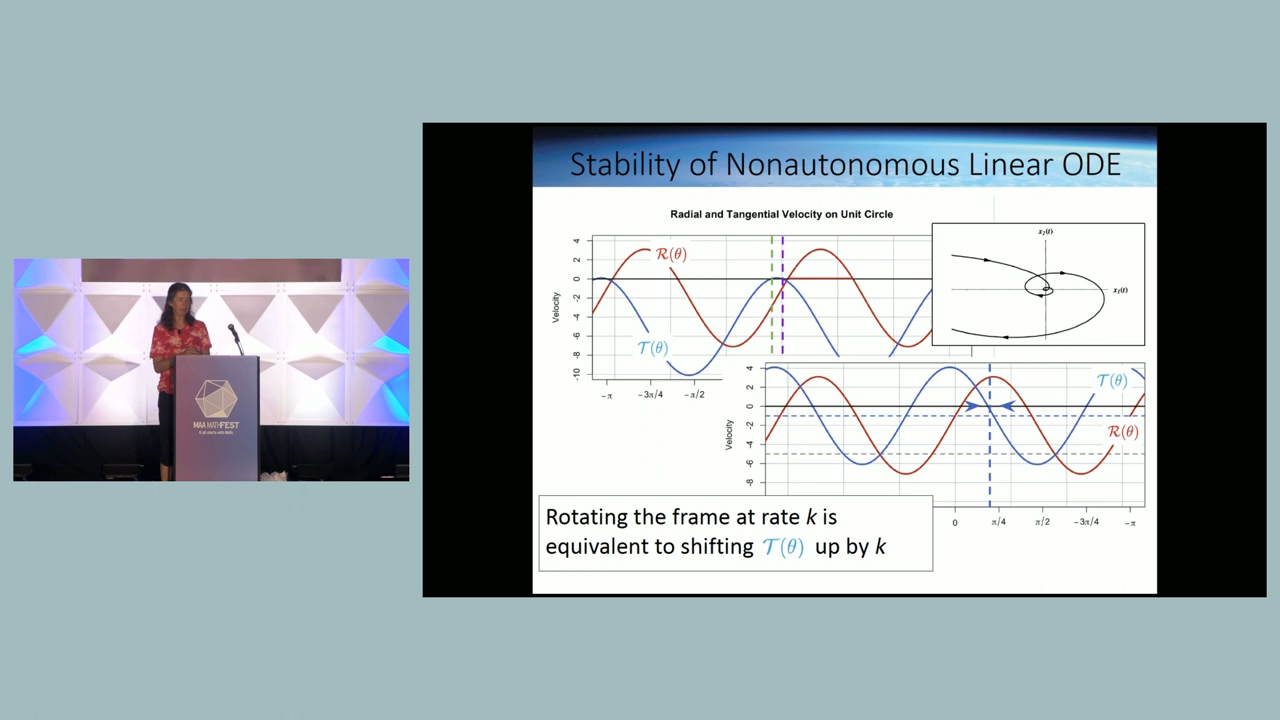 Stability of Nonautonomous Linear ODE
Radial and Tangential Velocity on Unit Circle
x₂(t)
x₁(t)
R(θ)
T(θ)
Velocity
4
2
0
-2
-4
-6
-8
-10
-π
-3π/4
-π/2
T(θ)
R(θ)
Velocity
4
2
0
-2
-4
-6
-8
0
π/4
π/2
-3π/4
-π
Rotating the frame at rate k is
equivalent to shifting T(θ) up by k
MAA MATHFEST